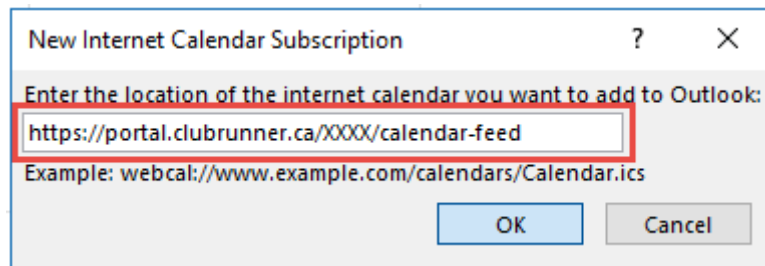 New Internet Calendar Subscription ? ×
Enter the location of the internet calendar you want to add to Outlook:
https://portal.clubrunner.ca/XXXX/calendar-feed
Example: webcal://www.example.com/calendars/Calendar.ics
OK Cancel